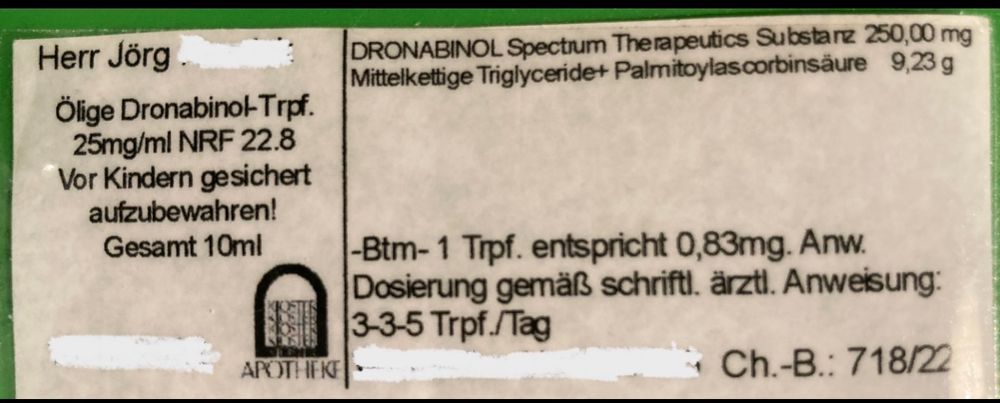 Herr Jörg
Ölige Dronabinol-Trpf.
25mg/ml NRF 22.8
Vor Kindern gesichert
aufzubewahren!
Gesamt 10ml
KLOSTER
KLOSTER
KLOSTER
KLOSTER
APOTHEKE
DRONABINOL Spectrum Therapeutics Substanz 250,00 mg
Mittelkettige Triglyceride+ Palmitoylascorbinsäure 9,23 g
-Btm- 1 Trpf. entspricht 0,83mg. Anw.
Dosierung gemäß schriftl. ärztl. Anweisung:
3-3-5 Trpf./Tag
Ch.-B.: 718/22